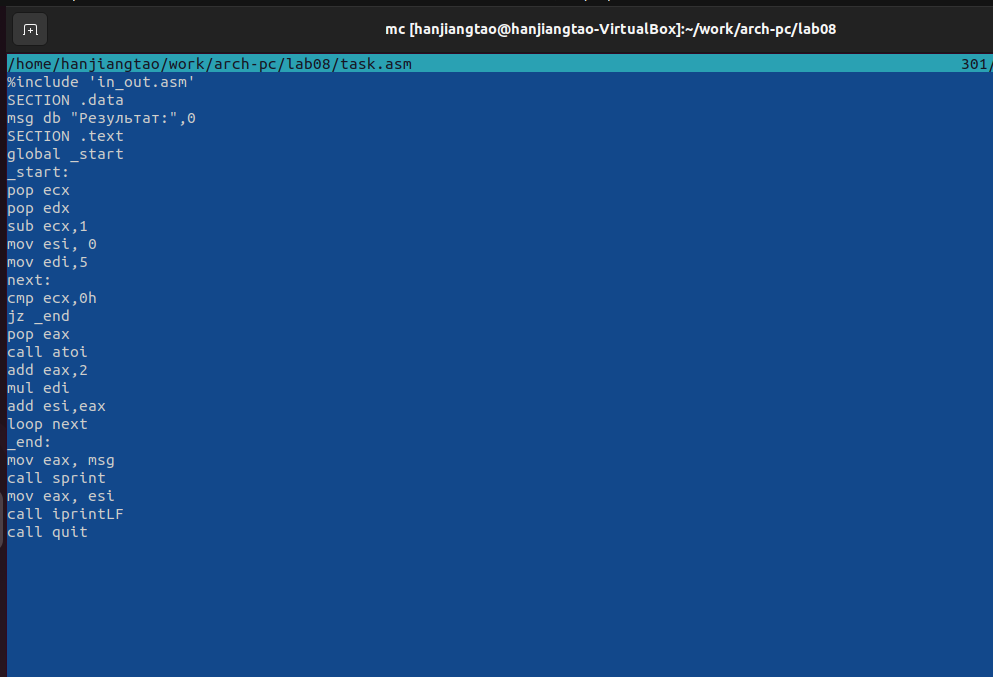 mc [hanjiangtao@hanjiangtao-VirtualBox]:~/work/arch-pc/lab08
/home/hanjiangtao/work/arch-pc/lab08/task.asm 301/
%include 'in_out.asm'
SECTION .data
msg db "Результат:",0
SECTION .text
global _start
_start:
pop ecx
pop edx
sub ecx,1
mov esi, 0
mov edi,5
next:
cmp ecx,0h
jz _end
pop eax
call atoi
add eax,2
mul edi
add esi,eax
loop next
_end:
mov eax, msg
call sprint
mov eax, esi
call iprintLF
call quit